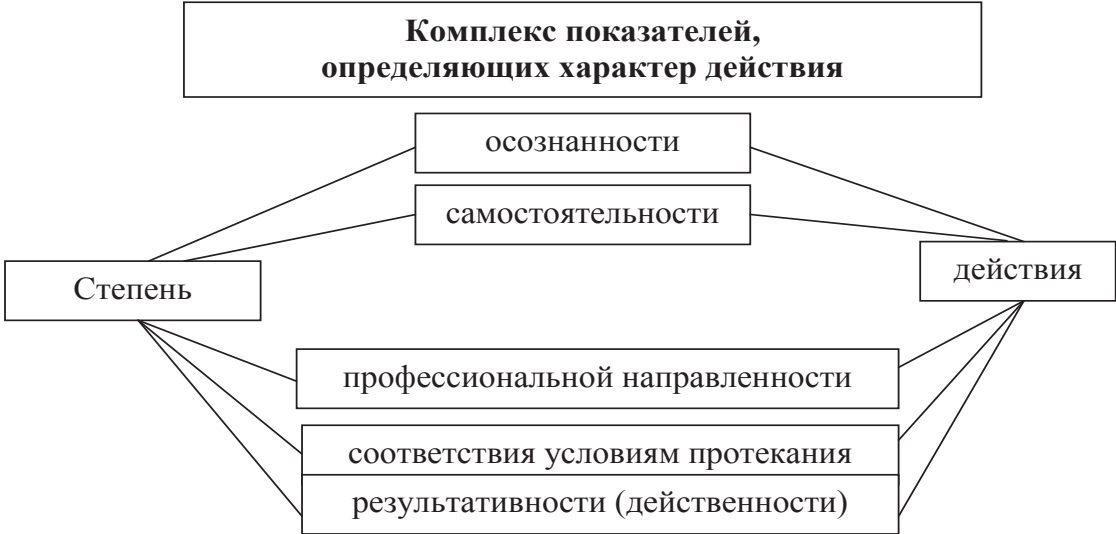 Комплекс показателей,
определяющих характер действия
осознанности
самостоятельности
Степень
действия
профессиональной направленности
соответствия условиям протекания
результативности (действенности)